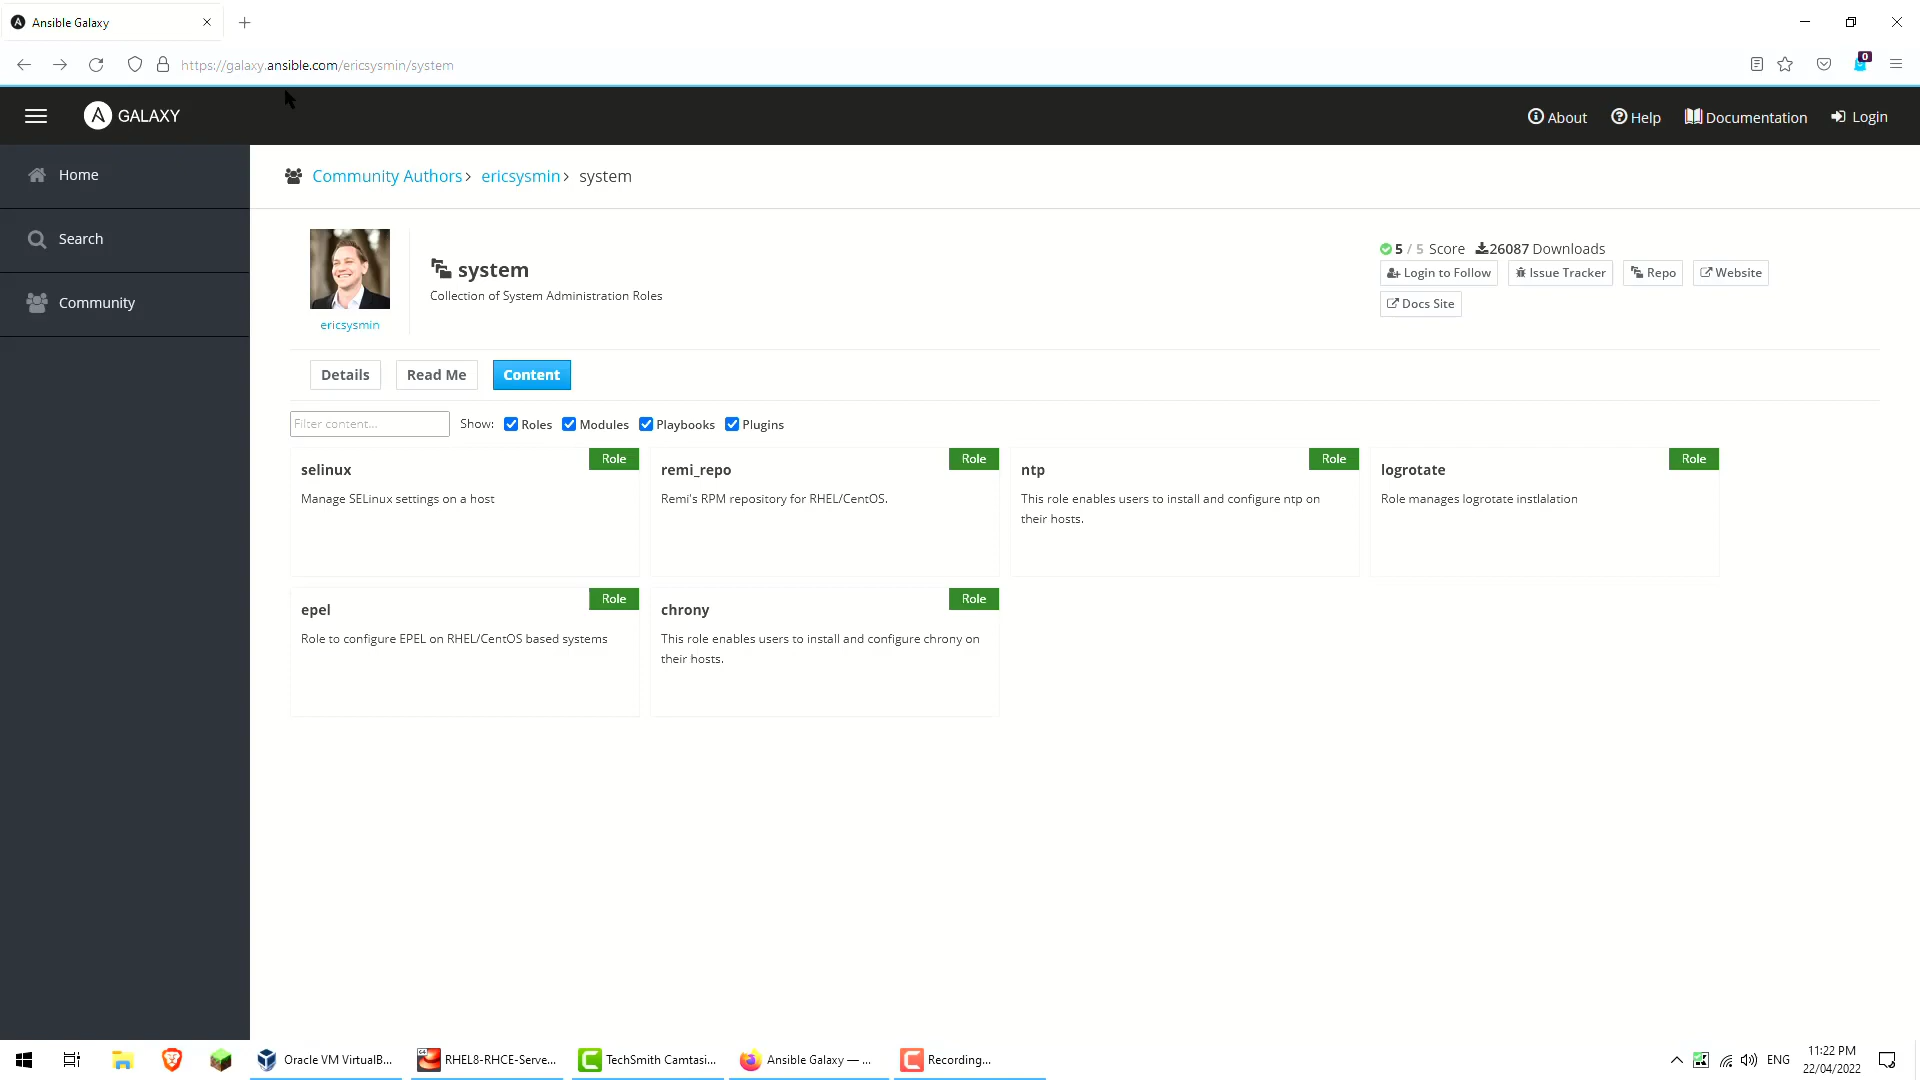 Ansible Galaxy
https://galaxy.ansible.com/ericsysmin/system
0
GALAXY
About
Help
Documentation
Login
Home
Search
Community
Community Authors › ericsysmin › system
ericsysmin
system
Collection of System Administration Roles
5 / 5 Score 26087 Downloads
Login to Follow
Issue Tracker
Repo
Website
Docs Site
Details
Read Me
Content
Filter content...
Show: Roles Modules Playbooks Plugins
selinux
Role
Manage SELinux settings on a host
remi_repo
Role
Remi's RPM repository for RHEL/CentOS.
ntp
Role
This role enables users to install and configure ntp on
their hosts.
logrotate
Role
Role manages logrotate instlalation
epel
Role
Role to configure EPEL on RHEL/CentOS based systems
chrony
Role
This role enables users to install and configure chrony on
their hosts.
Oracle VM VirtualB...
RHEL8-RHCE-Serve...
TechSmith Camtasi...
Ansible Galaxy — ...
Recording...
ENG
11:22 PM
22/04/2022